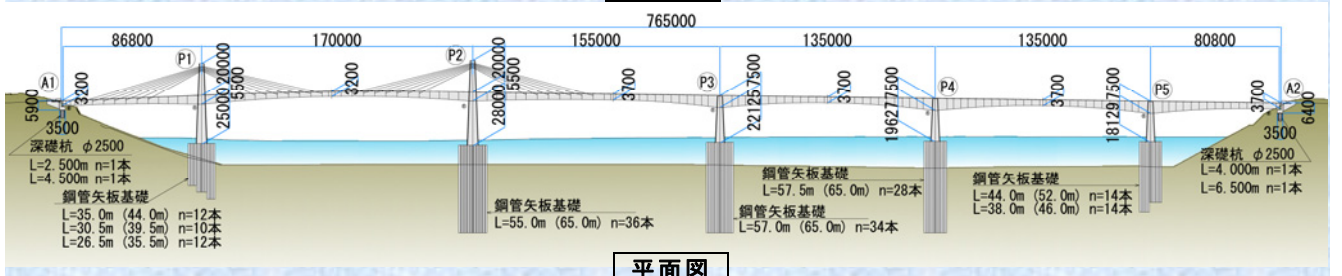 765000
86800 170000 155000 135000 135000 80800
A1 P1 P2 P3 P4 P5 A2
5900
3200
3500
20000
5500
25000
3200
20000
5500
28000
3700
7500
22125
3700
7500
19627
3700
7500
18129
3700
6400
3500
深礎杭 φ2500
L=2.500m n=1本
L=4.500m n=1本
鋼管矢板基礎
L=35.0m (44.0m) n=12本
L=30.5m (39.5m) n=10本
L=26.5m (35.5m) n=12本
鋼管矢板基礎
L=55.0m (65.0m) n=36本
鋼管矢板基礎
L=57.0m (65.0m) n=34本
鋼管矢板基礎
L=57.5m (65.0m) n=28本
鋼管矢板基礎
L=44.0m (52.0m) n=14本
L=38.0m (46.0m) n=14本
深礎杭 φ2500
L=4.000m n=1本
L=6.500m n=1本
平面図